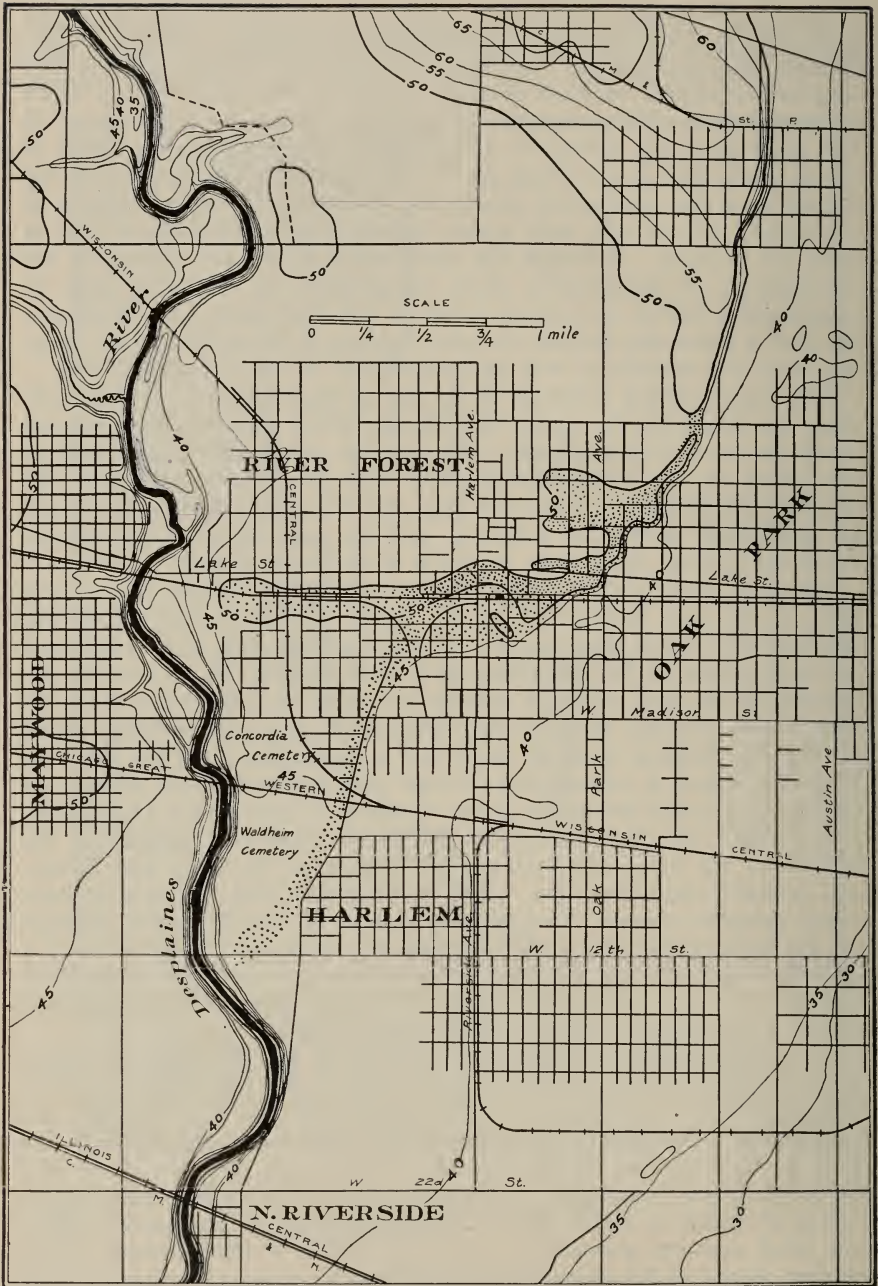 65
60
60
55
50
C.
M.
&
St. P.
45
40
35
50
WISCONSIN
50
55
50
River
SCALE
0 1/4 1/2 3/4 1 mile
40
40
40
RIVER FOREST
Harlem Ave.
Ave.
CENTRAL
50
50
PARK
Lake St
Lake St.
50
45
50
45
OAK
MAYWOOD
W Madison St
Concordia
Cemetery
40
CHICAGO GREAT WESTERN
45
50
Park
Austin Ave
WISCONSIN CENTRAL
Waldheim
Cemetery
Oak
HARLEM
Riverside Ave.
W 12th St.
Desplaines
45
35
30
40
ILLINOIS
C.
M.
40
40
W 22d St.
N. RIVERSIDE
CENTRAL
&
N
35
30